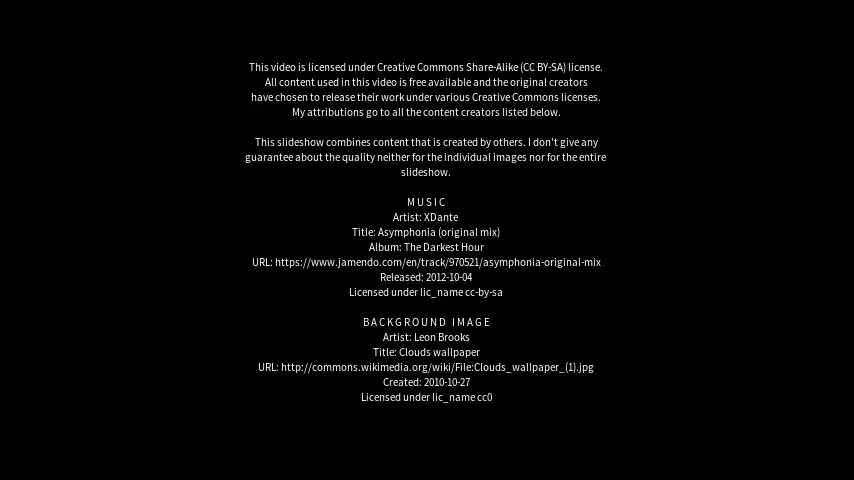 This video is licensed under Creative Commons Share-Alike (CC BY-SA) license.
All content used in this video is free available and the original creators
have chosen to release their work under various Creative Commons licenses.
My attributions go to all the content creators listed below.
This slideshow combines content that is created by others. I don't give any
guarantee about the quality neither for the individual images nor for the entire
slideshow.
MUSIC
Artist: XDante
Title: Asymphonia (original mix)
Album: The Darkest Hour
URL: https://www.jamendo.com/en/track/970521/asymphonia-original-mix
Released: 2012-10-04
Licensed under lic_name cc-by-sa
BACKGROUND IMAGE
Artist: Leon Brooks
Title: Clouds wallpaper
URL: http://commons.wikimedia.org/wiki/File:Clouds_wallpaper_(1).jpg
Created: 2010-10-27
Licensed under lic_name cc0